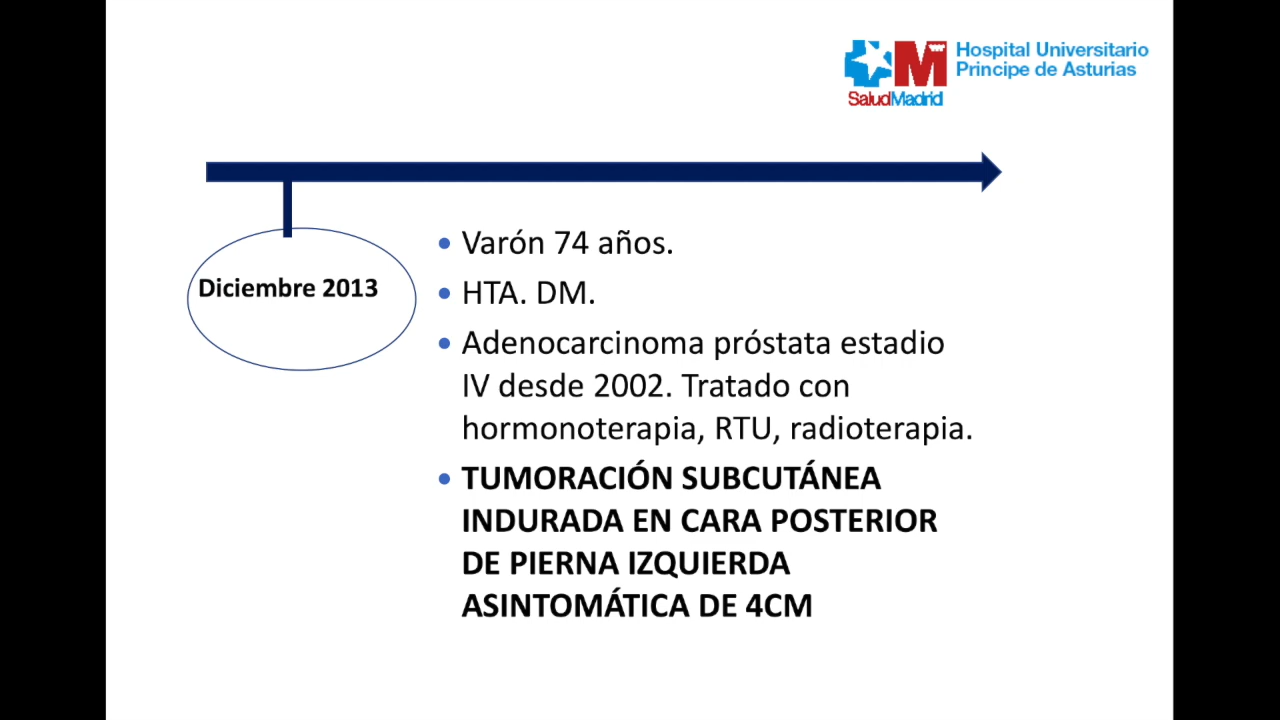 Hospital Universitario
Principe de Asturias
SaludMadrid
Diciembre 2013
Varón 74 años.
HTA. DM.
Adenocarcinoma próstata estadio
IV desde 2002. Tratado con
hormonoterapia, RTU, radioterapia.
TUMORACIÓN SUBCUTÁNEA
INDURADA EN CARA POSTERIOR
DE PIERNA IZQUIERDA
ASINTOMÁTICA DE 4CM